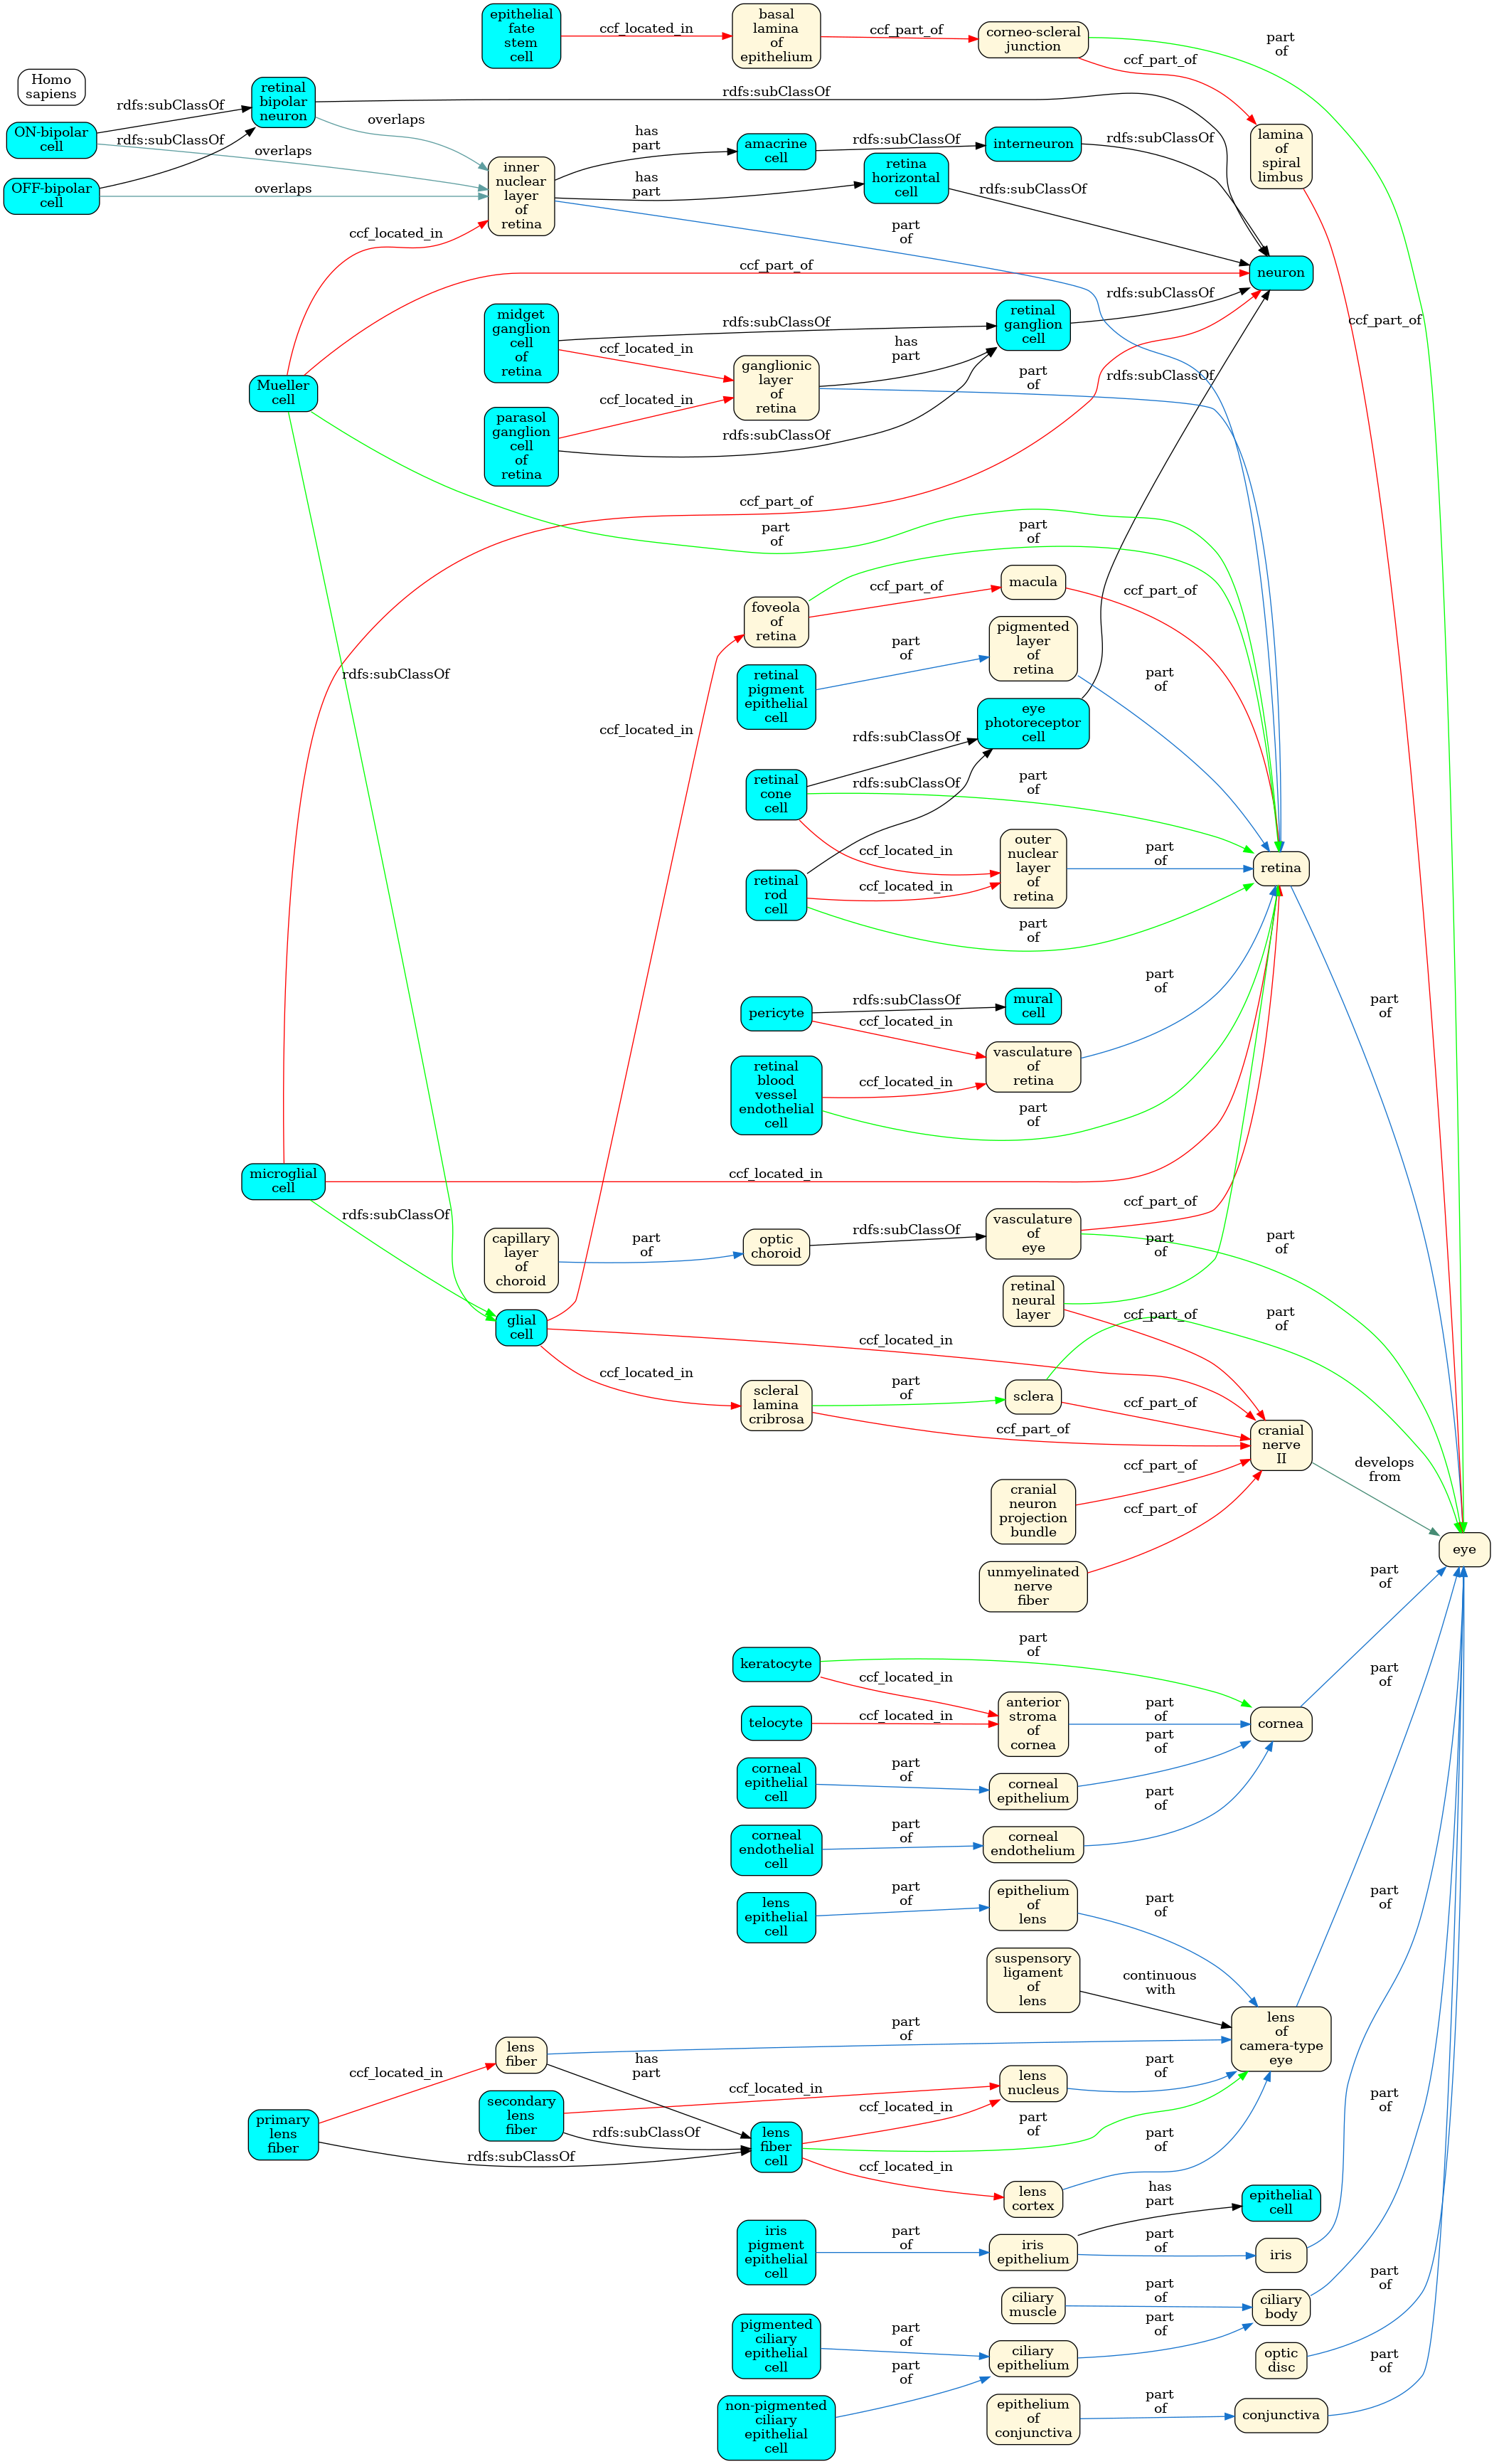 epithelial
fate
stem
cell
ccf_located_in
basal
lamina
of
epithelium
ccf_part_of
corneo-scleral
junction
part
of
ccf_part_of
Homo
sapiens
retinal
bipolar
neuron
rdfs:subClassOf
rdfs:subClassOf
ON-bipolar
cell
rdfs:subClassOf
overlaps
overlaps
OFF-bipolar
cell
overlaps
inner
nuclear
layer
of
retina
has
part
amacrine
cell
rdfs:subClassOf
interneuron
rdfs:subClassOf
lamina
of
spiral
limbus
has
part
retina
horizontal
cell
rdfs:subClassOf
part
of
ccf_located_in
ccf_part_of
neuron
ccf_part_of
midget
ganglion
cell
of
retina
rdfs:subClassOf
ccf_located_in
retinal
ganglion
cell
rdfs:subClassOf
has
part
Mueller
cell
ganglionic
layer
of
retina
part
of
rdfs:subClassOf
parasol
ganglion
cell
of
retina
ccf_located_in
rdfs:subClassOf
ccf_part_of
part
of
part
of
foveola
of
retina
ccf_part_of
macula
ccf_part_of
rdfs:subClassOf
retinal
pigment
epithelial
cell
part
of
pigmented
layer
of
retina
part
of
ccf_located_in
eye
photoreceptor
cell
retinal
cone
cell
rdfs:subClassOf
rdfs:subClassOf
part
of
ccf_located_in
outer
nuclear
layer
of
retina
part
of
retina
retinal
rod
cell
ccf_located_in
part
of
pericyte
rdfs:subClassOf
mural
cell
part
of
part
of
ccf_located_in
vasculature
of
retina
retinal
blood
vessel
endothelial
cell
ccf_located_in
part
of
microglial
cell
ccf_located_in
rdfs:subClassOf
capillary
layer
of
choroid
part
of
optic
choroid
rdfs:subClassOf
vasculature
of
eye
ccf_part_of
part
of
part
of
retinal
neural
layer
ccf_part_of
part
of
glial
cell
ccf_located_in
ccf_located_in
scleral
lamina
cribrosa
part
of
sclera
ccf_part_of
ccf_part_of
cranial
nerve
II
develops
from
cranial
neuron
projection
bundle
ccf_part_of
unmyelinated
nerve
fiber
ccf_part_of
eye
part
of
keratocyte
part
of
ccf_located_in
telocyte
ccf_located_in
anterior
stroma
of
cornea
part
of
cornea
part
of
corneal
epithelial
cell
part
of
corneal
epithelium
part
of
corneal
endothelial
cell
part
of
corneal
endothelium
part
of
lens
epithelial
cell
part
of
epithelium
of
lens
part
of
part
of
suspensory
ligament
of
lens
continuous
with
lens
of
camera-type
eye
lens
fiber
part
of
has
part
primary
lens
fiber
ccf_located_in
secondary
lens
fiber
ccf_located_in
rdfs:subClassOf
rdfs:subClassOf
lens
fiber
cell
ccf_located_in
lens
nucleus
part
of
part
of
ccf_located_in
lens
cortex
part
of
part
of
iris
pigment
epithelial
cell
part
of
iris
epithelium
has
part
epithelial
cell
part
of
iris
ciliary
muscle
part
of
ciliary
body
part
of
pigmented
ciliary
epithelial
cell
part
of
ciliary
epithelium
part
of
optic
disc
part
of
non-pigmented
ciliary
epithelial
cell
part
of
epithelium
of
conjunctiva
part
of
conjunctiva